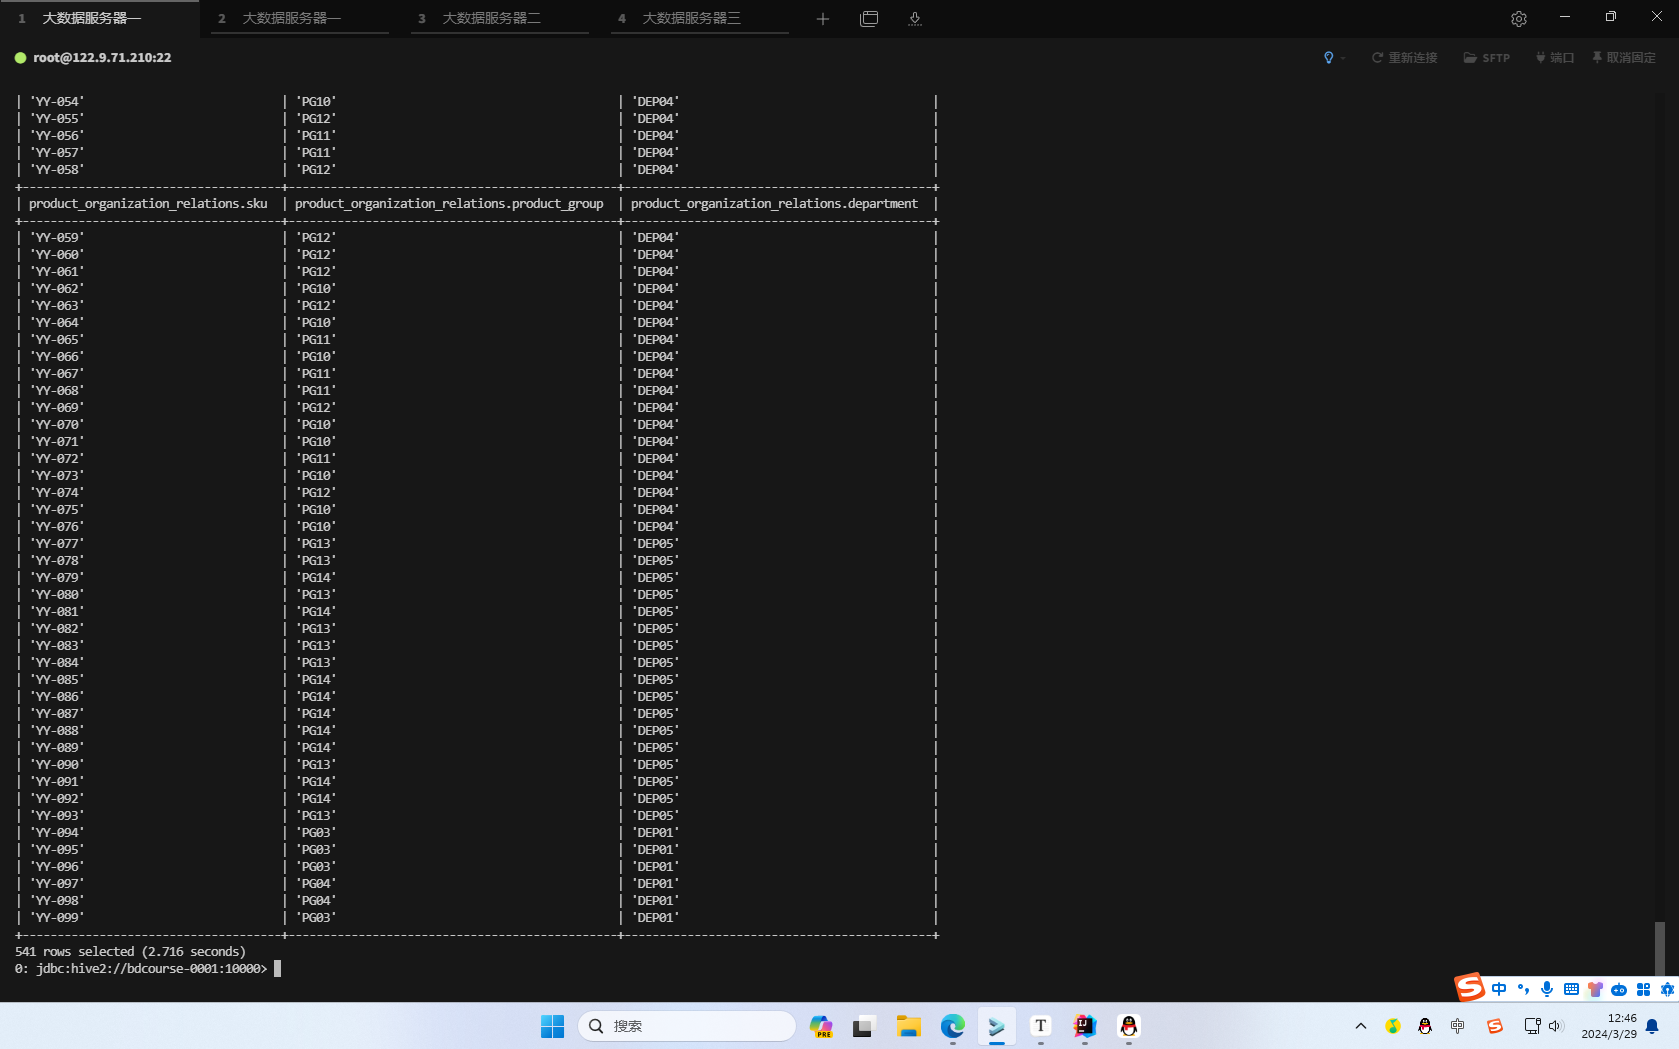 1 大数据服务器一 2 大数据服务器一 3 大数据服务器二 4 大数据服务器三
root@122.9.71.210:22 重新连接 SFTP 端口 取消固定
| 'YY-054' | 'PG10' | 'DEP04' |
| 'YY-055' | 'PG12' | 'DEP04' |
| 'YY-056' | 'PG11' | 'DEP04' |
| 'YY-057' | 'PG11' | 'DEP04' |
| 'YY-058' | 'PG12' | 'DEP04' |
| product_organization_relations.sku | product_organization_relations.product_group | product_organization_relations.department |
| 'YY-059' | 'PG12' | 'DEP04' |
| 'YY-060' | 'PG12' | 'DEP04' |
| 'YY-061' | 'PG12' | 'DEP04' |
| 'YY-062' | 'PG10' | 'DEP04' |
| 'YY-063' | 'PG12' | 'DEP04' |
| 'YY-064' | 'PG10' | 'DEP04' |
| 'YY-065' | 'PG11' | 'DEP04' |
| 'YY-066' | 'PG10' | 'DEP04' |
| 'YY-067' | 'PG11' | 'DEP04' |
| 'YY-068' | 'PG11' | 'DEP04' |
| 'YY-069' | 'PG12' | 'DEP04' |
| 'YY-070' | 'PG10' | 'DEP04' |
| 'YY-071' | 'PG10' | 'DEP04' |
| 'YY-072' | 'PG11' | 'DEP04' |
| 'YY-073' | 'PG10' | 'DEP04' |
| 'YY-074' | 'PG12' | 'DEP04' |
| 'YY-075' | 'PG10' | 'DEP04' |
| 'YY-076' | 'PG10' | 'DEP04' |
| 'YY-077' | 'PG13' | 'DEP05' |
| 'YY-078' | 'PG13' | 'DEP05' |
| 'YY-079' | 'PG14' | 'DEP05' |
| 'YY-080' | 'PG13' | 'DEP05' |
| 'YY-081' | 'PG14' | 'DEP05' |
| 'YY-082' | 'PG13' | 'DEP05' |
| 'YY-083' | 'PG13' | 'DEP05' |
| 'YY-084' | 'PG13' | 'DEP05' |
| 'YY-085' | 'PG14' | 'DEP05' |
| 'YY-086' | 'PG14' | 'DEP05' |
| 'YY-087' | 'PG14' | 'DEP05' |
| 'YY-088' | 'PG14' | 'DEP05' |
| 'YY-089' | 'PG14' | 'DEP05' |
| 'YY-090' | 'PG13' | 'DEP05' |
| 'YY-091' | 'PG14' | 'DEP05' |
| 'YY-092' | 'PG14' | 'DEP05' |
| 'YY-093' | 'PG13' | 'DEP05' |
| 'YY-094' | 'PG03' | 'DEP01' |
| 'YY-095' | 'PG03' | 'DEP01' |
| 'YY-096' | 'PG03' | 'DEP01' |
| 'YY-097' | 'PG04' | 'DEP01' |
| 'YY-098' | 'PG04' | 'DEP01' |
| 'YY-099' | 'PG03' | 'DEP01' |
541 rows selected (2.716 seconds)
0: jdbc:hive2://bdcourse-0001:10000>
中
搜索 PRE T IJ 中 12:46
2024/3/29